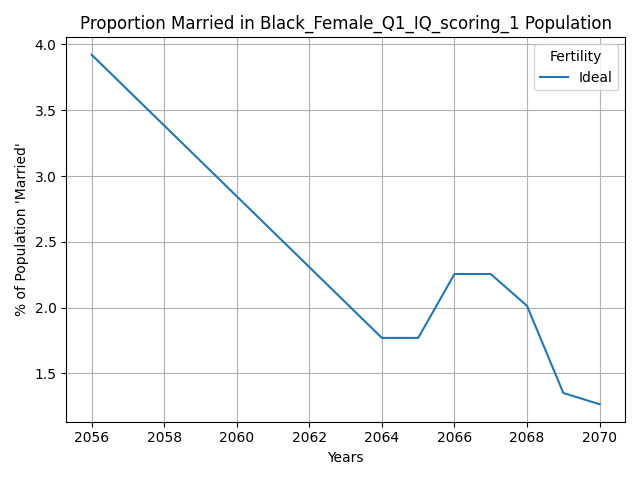 Proportion Married in Black_Female_Q1_IQ_scoring_1 Population
Fertility
Ideal
% of Population 'Married'
4.0
3.5
3.0
2.5
2.0
1.5
2056 2058 2060 2062 2064 2066 2068 2070
Years